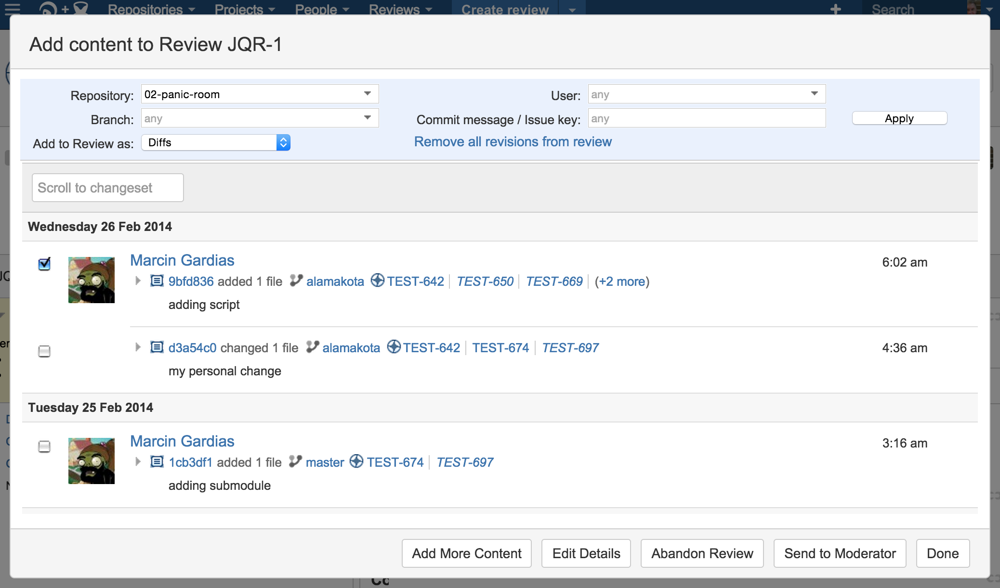 Repositories Projects People Reviews Create review Search
Add content to Review JQR-1
Repository: 02-panic-room User: any
Branch: any Commit message / Issue key: any Apply
Add to Review as: Diffs Remove all revisions from review
Scroll to changeset
Wednesday 26 Feb 2014
Marcin Gardias 6:02 am
9bfd836 added 1 file alamakota TEST-642 TEST-650 TEST-669 (+2 more)
adding script
d3a54c0 changed 1 file alamakota TEST-642 TEST-674 TEST-697 4:36 am
my personal change
Tuesday 25 Feb 2014
Marcin Gardias 3:16 am
1cb3df1 added 1 file master TEST-674 TEST-697
adding submodule
Add More Content Edit Details Abandon Review Send to Moderator Done